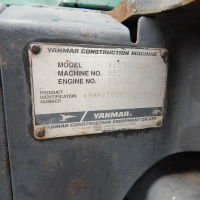 YANMAR CONSTRUCTION MACHINE
MODEL
MACHINE NO.
ENGINE NO.
PRODUCT
IDENTIFICATION
NUMBER
YANMAR
YANMAR CONSTRUCTION EQUIPMENT CO.,LTD.